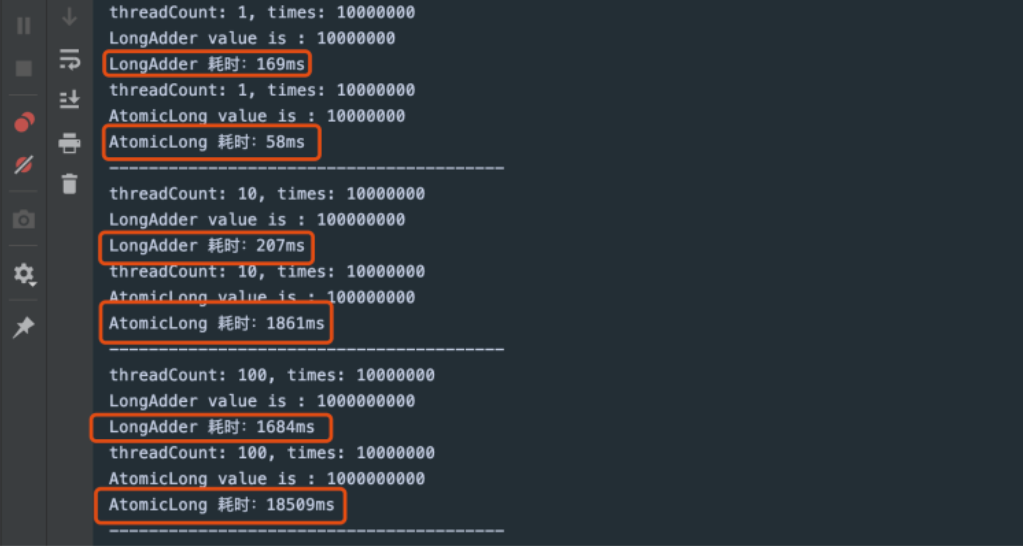 threadCount: 1, times: 10000000
LongAdder value is : 10000000
LongAdder 耗时：169ms
threadCount: 1, times: 10000000
AtomicLong value is : 10000000
AtomicLong 耗时：58ms
----------------------------------------
threadCount: 10, times: 10000000
LongAdder value is : 100000000
LongAdder 耗时：207ms
threadCount: 10, times: 10000000
AtomicLong value is : 100000000
AtomicLong 耗时：1861ms
----------------------------------------
threadCount: 100, times: 10000000
LongAdder value is : 1000000000
LongAdder 耗时：1684ms
threadCount: 100, times: 10000000
AtomicLong value is : 1000000000
AtomicLong 耗时：18509ms
----------------------------------------